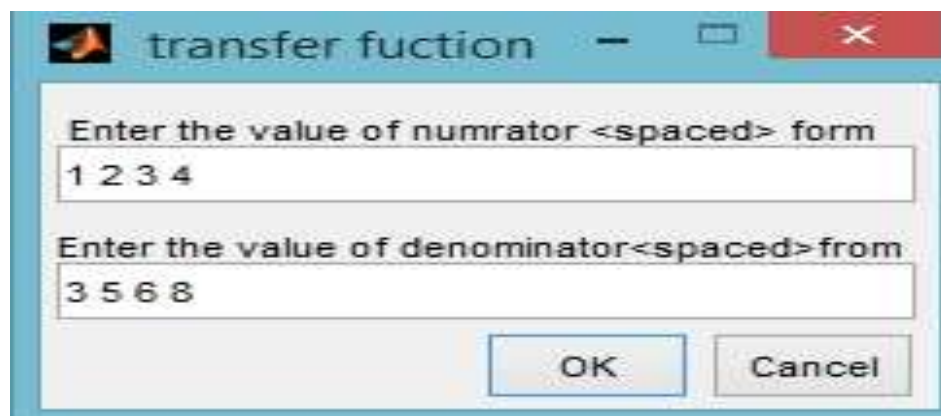 transfer fuction
Enter the value of numrator <spaced> form
1 2 3 4
Enter the value of denominator<spaced>from
3 5 6 8
OK Cancel